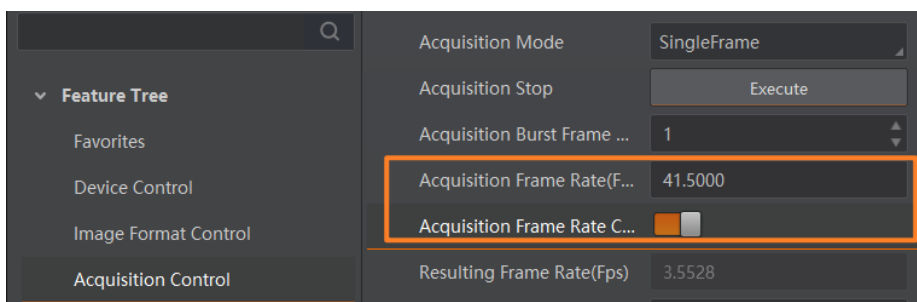 Feature Tree
Favorites
Device Control
Image Format Control
Acquisition Control
Acquisition Mode SingleFrame
Acquisition Stop Execute
Acquisition Burst Frame ... 1
Acquisition Frame Rate(F... 41.5000
Acquisition Frame Rate C...
Resulting Frame Rate(Fps) 3.5528